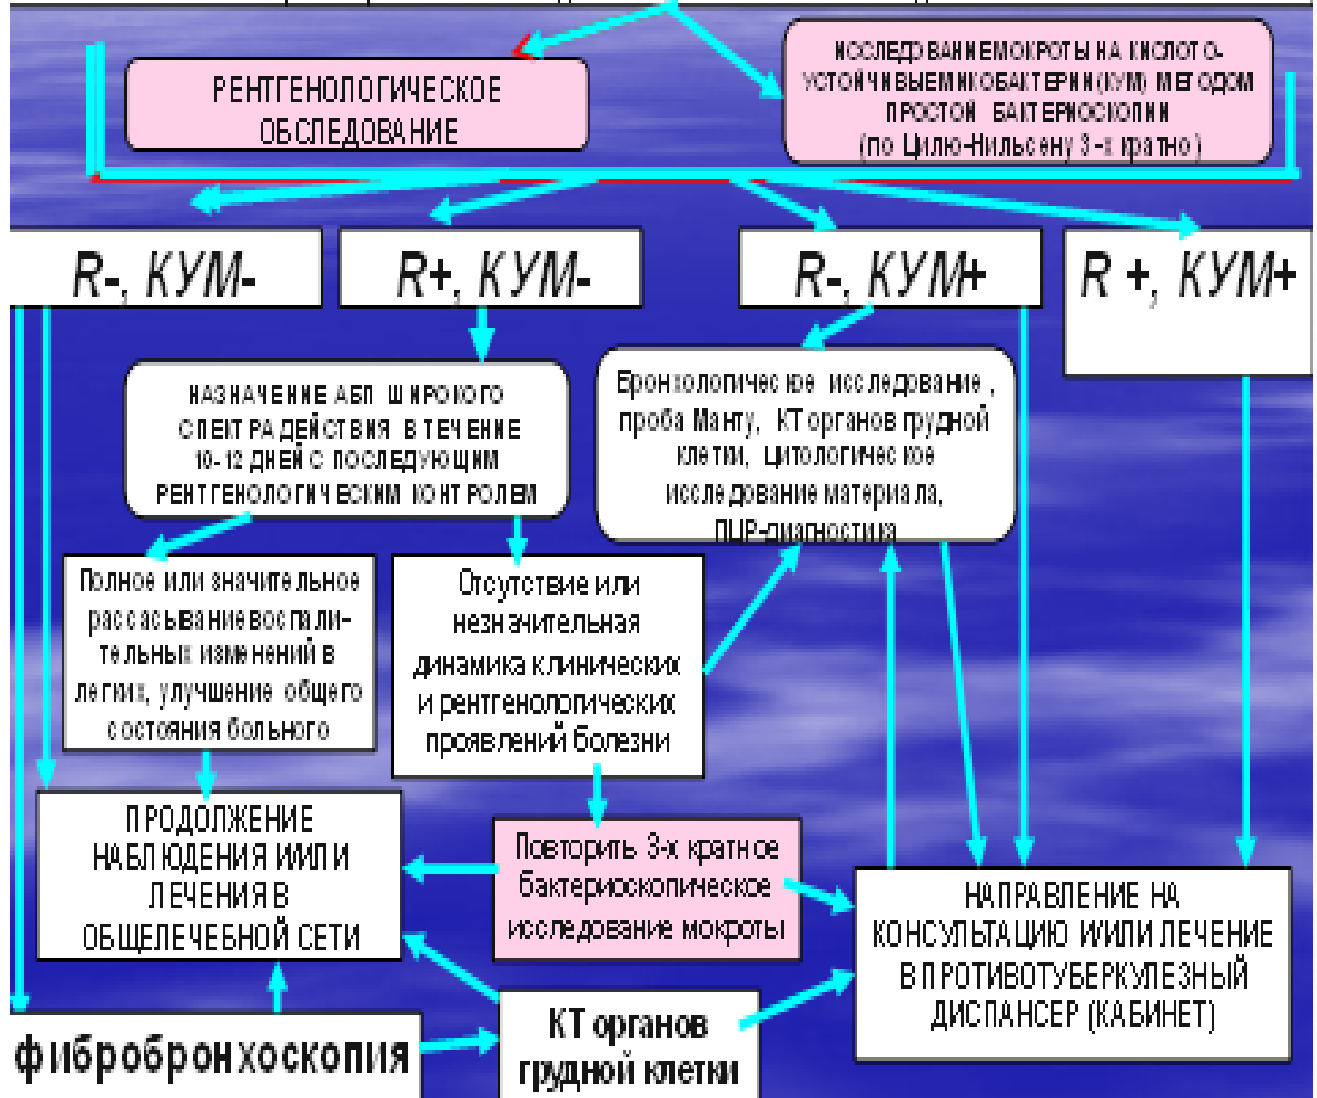 РЕНТГЕНОЛОГИЧЕСКОЕ
ОБСЛЕДОВАНИЕ
ИССЛЕДОВАНИЕ МОКРОТЫ НА КИСЛОТО-
УСТОЙЧИВЫЕ МИКОБАКТЕРИИ (КУМ) МЕТОДОМ
ПРОСТОЙ БАКТЕРИОСКОПИИ
(по Цилю-Нильсену 3-х кратно)
R-, КУМ-
R+, КУМ-
R-, КУМ+
R +, КУМ+
НАЗНАЧЕНИЕ АБП ШИРОКОГО
СПЕКТРА ДЕЙСТВИЯ В ТЕЧЕНИЕ
10-12 ДНЕЙ С ПОСЛЕДУЮЩИМ
РЕНТГЕНОЛОГИЧЕСКИМ КОНТРОЛЕМ
Бронхологическое исследование ,
проба Манту, КТ органов грудной
клетки, цитологическое
исследование материала,
ПЦР-диагностика
Полное или значительное
рассасывание воспали-
тельных изменений в
легких, улучшение общего
состояния больного
Отсутствие или
незначительная
динамика клинических
и рентгенологических
проявлений болезни
ПРОДОЛЖЕНИЕ
НАБЛЮДЕНИЯ И/ИЛИ
ЛЕЧЕНИЯ В
ОБЩЕЛЕЧЕБНОЙ СЕТИ
Повторить 3-х кратное
бактериоскопическое
исследование мокроты
НАПРАВЛЕНИЕ НА
КОНСУЛЬТАЦИЮ И/ИЛИ ЛЕЧЕНИЕ
В ПРОТИВОТУБЕРКУЛЕЗНЫЙ
ДИСПАНСЕР (КАБИНЕТ)
фибробронхоскопия
КТ органов
грудной клетки